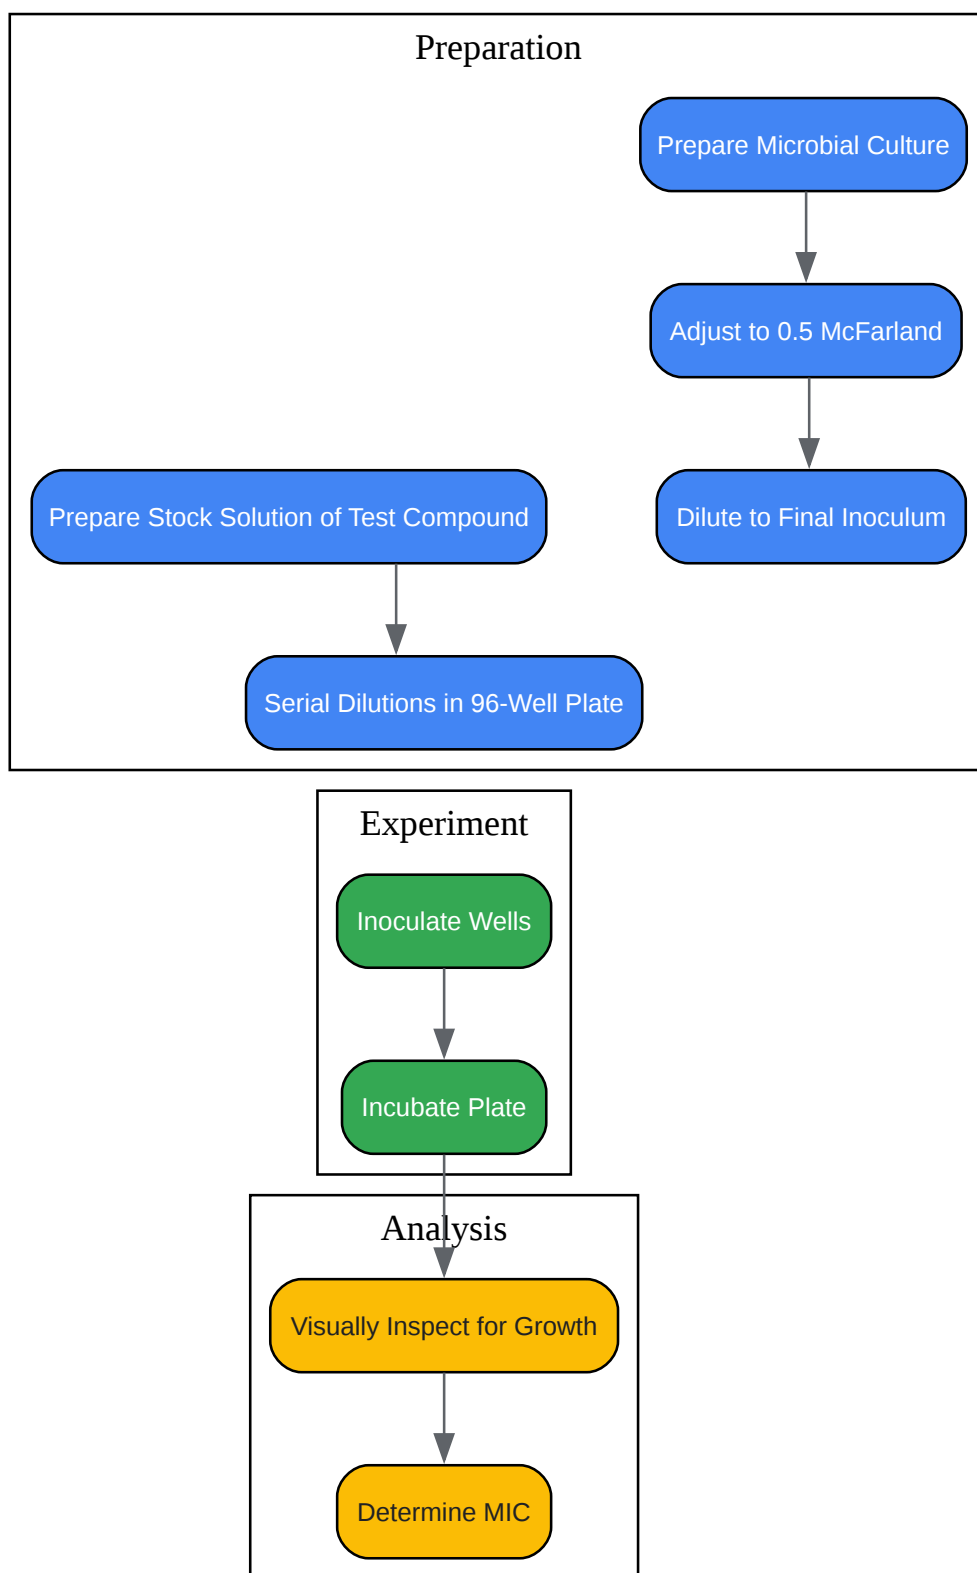 Preparation
Prepare Microbial Culture
Adjust to 0.5 McFarland
Prepare Stock Solution of Test Compound
Dilute to Final Inoculum
Serial Dilutions in 96-Well Plate
Experiment
Inoculate Wells
Incubate Plate
Analysis
Visually Inspect for Growth
Determine MIC